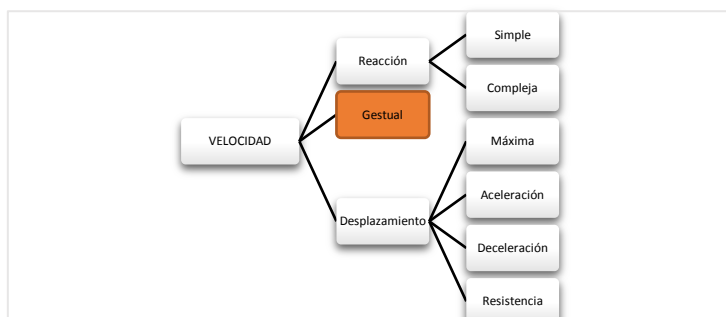 Simple
Reacción
Compleja
Gestual
VELOCIDAD
Máxima
Aceleración
Desplazamiento
Deceleración
Resistencia